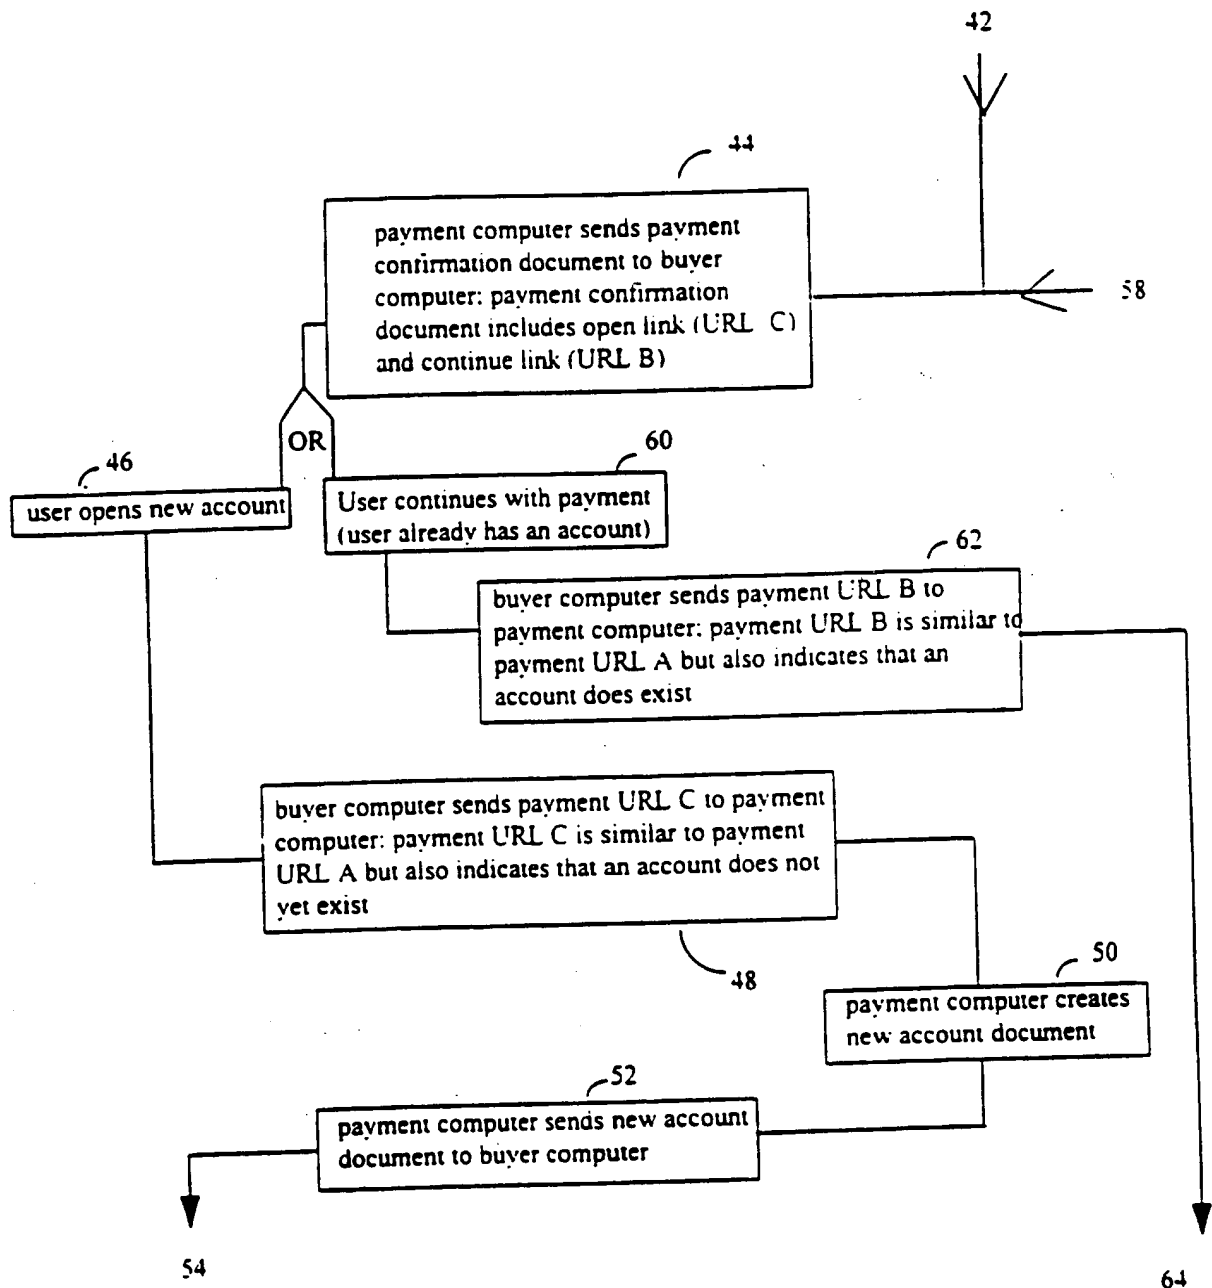 42
44
payment computer sends payment
confirmation document to buyer
computer: payment confirmation
document includes open link (URL C)
and continue link (URL B)
58
OR
46
user opens new account
60
User continues with payment
(user already has an account)
62
buyer computer sends payment URL B to
payment computer: payment URL B is similar to
payment URL A but also indicates that an
account does exist
buyer computer sends payment URL C to payment
computer: payment URL C is similar to payment
URL A but also indicates that an account does not
yet exist
48
50
payment computer creates
new account document
52
payment computer sends new account
document to buyer computer
54
64